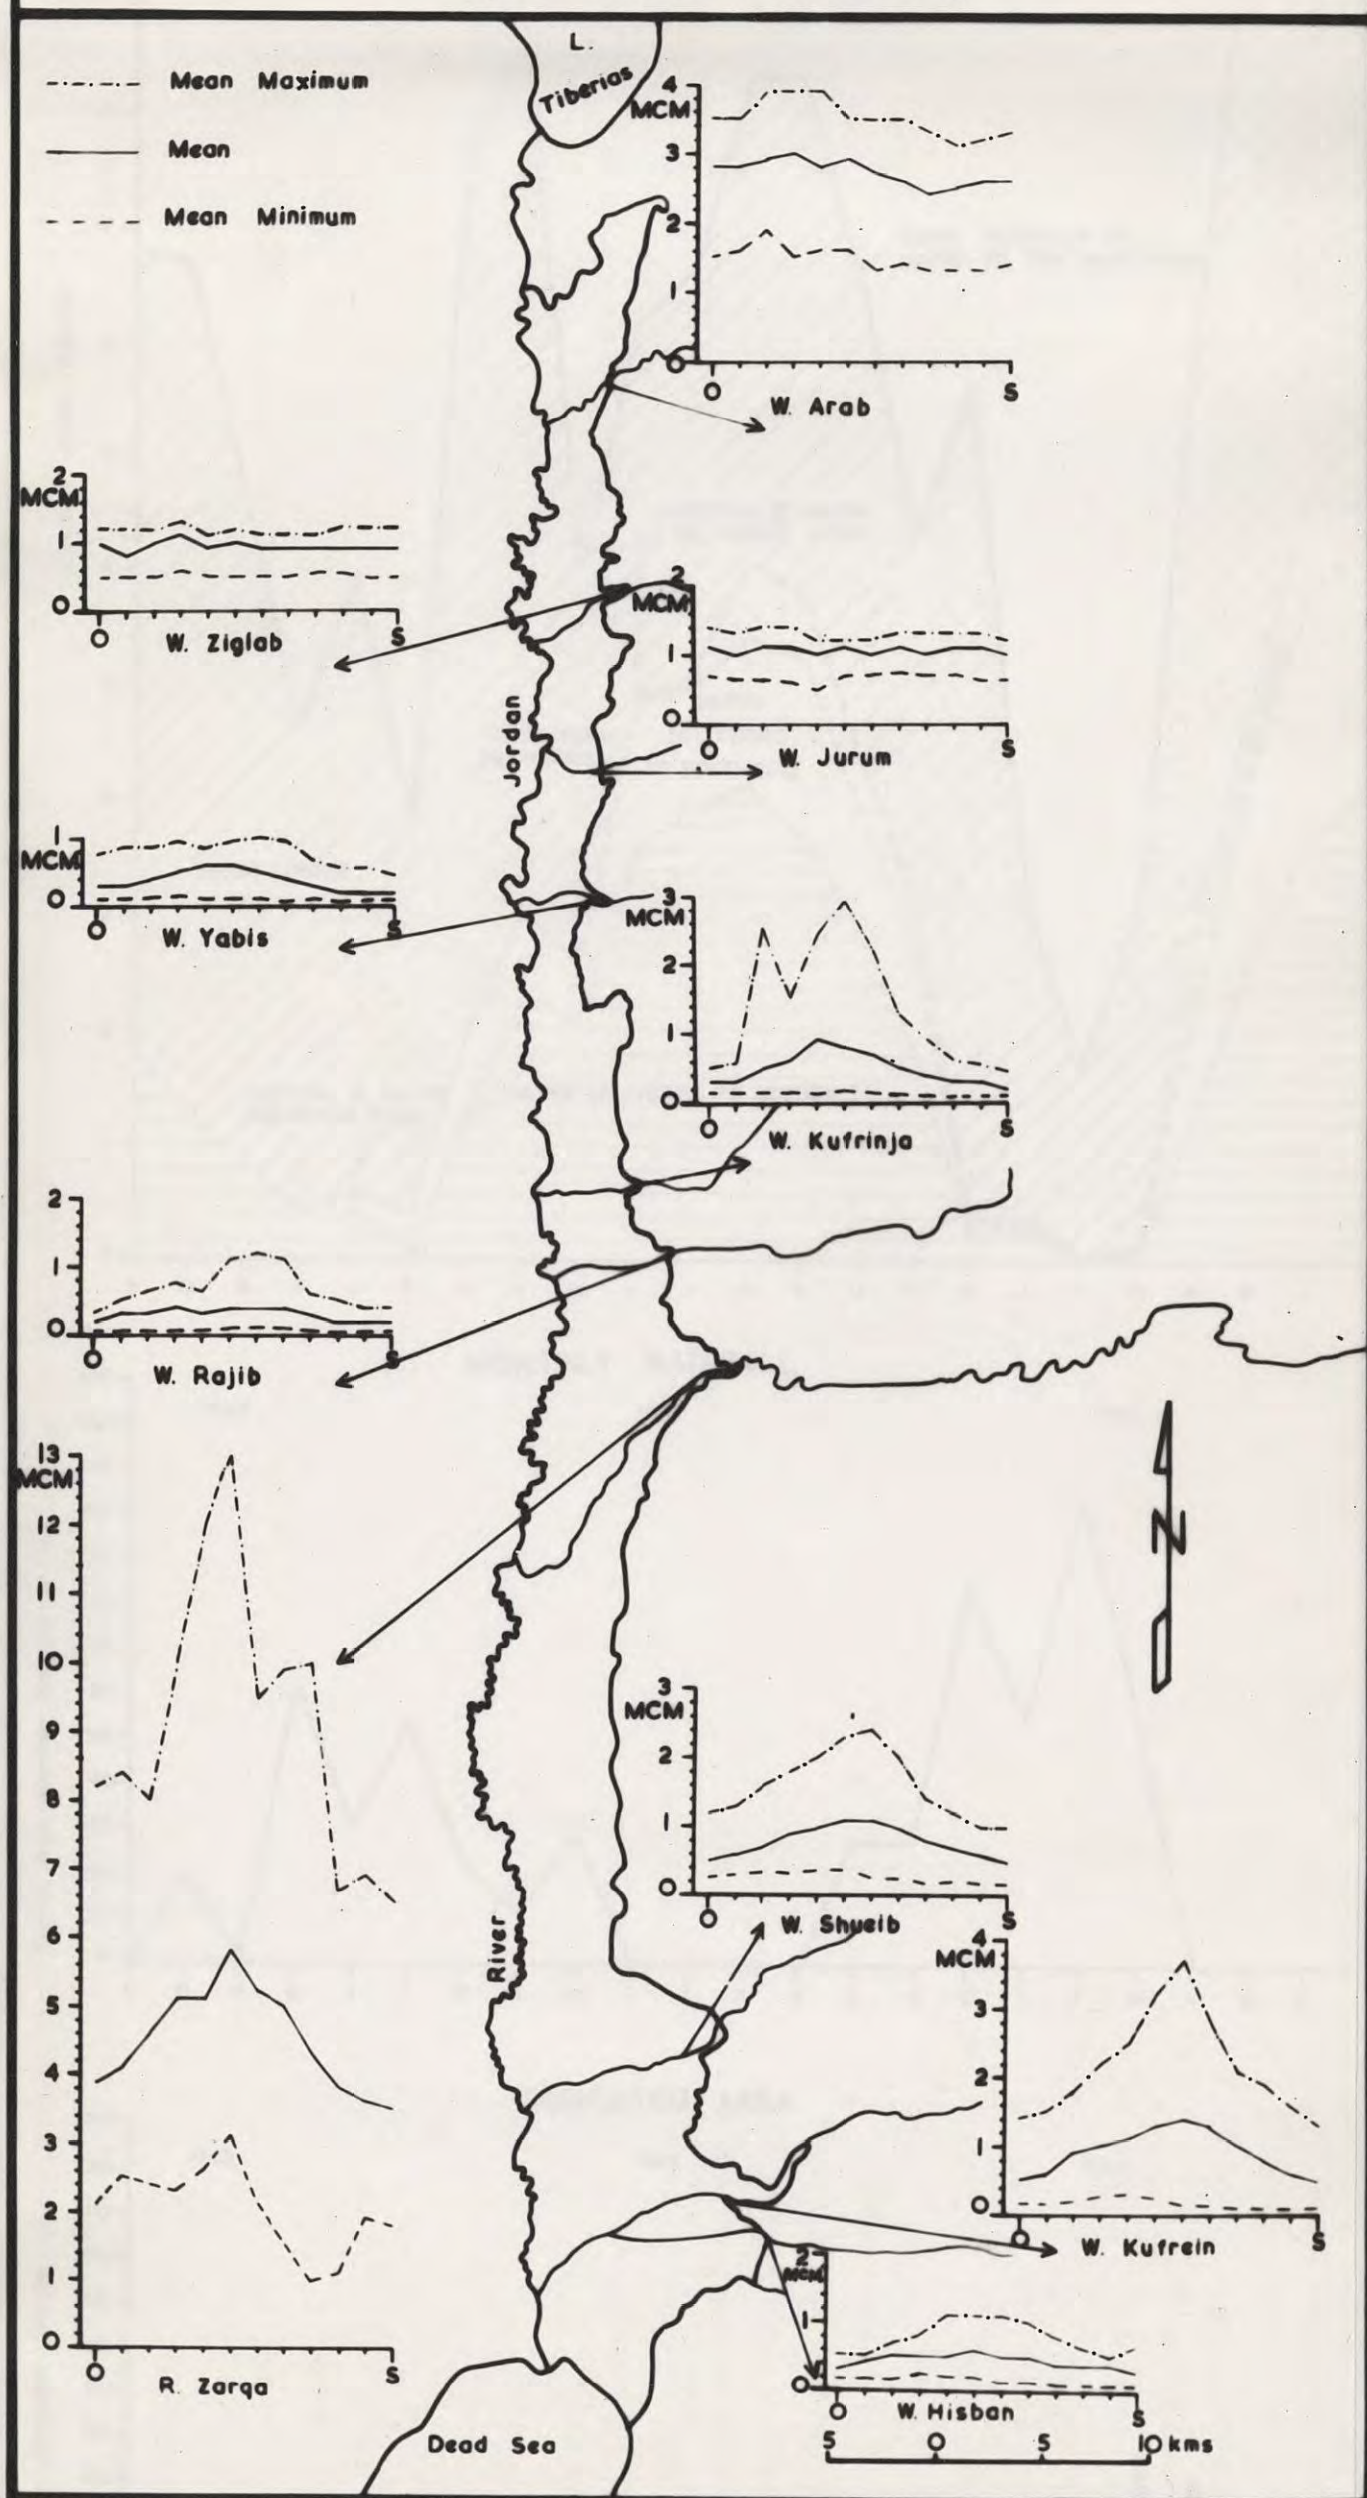 Mean Maximum
Mean
Mean Minimum
L.
Tiberias
4
MCM
3
2
1
0
O
S
W. Arab
2
MCM
1
0
O
S
W. Ziglab
2
MCM
1
0
O
S
W. Jurum
Jordan
1
MCM
0
O
S
W. Yabis
3
MCM
2
1
0
O
S
W. Kufrinja
2
1
0
O
S
W. Rajib
13
MCM
12
11
10
9
8
7
6
5
4
3
2
1
0
O
S
R. Zarqa
N
3
MCM
2
1
0
O
S
W. Shueib
River
4
MCM
3
2
1
0
O
S
W. Kufrein
2
MCM
1
0
O
S
W. Hisban
5 0 5 10 kms
Dead Sea